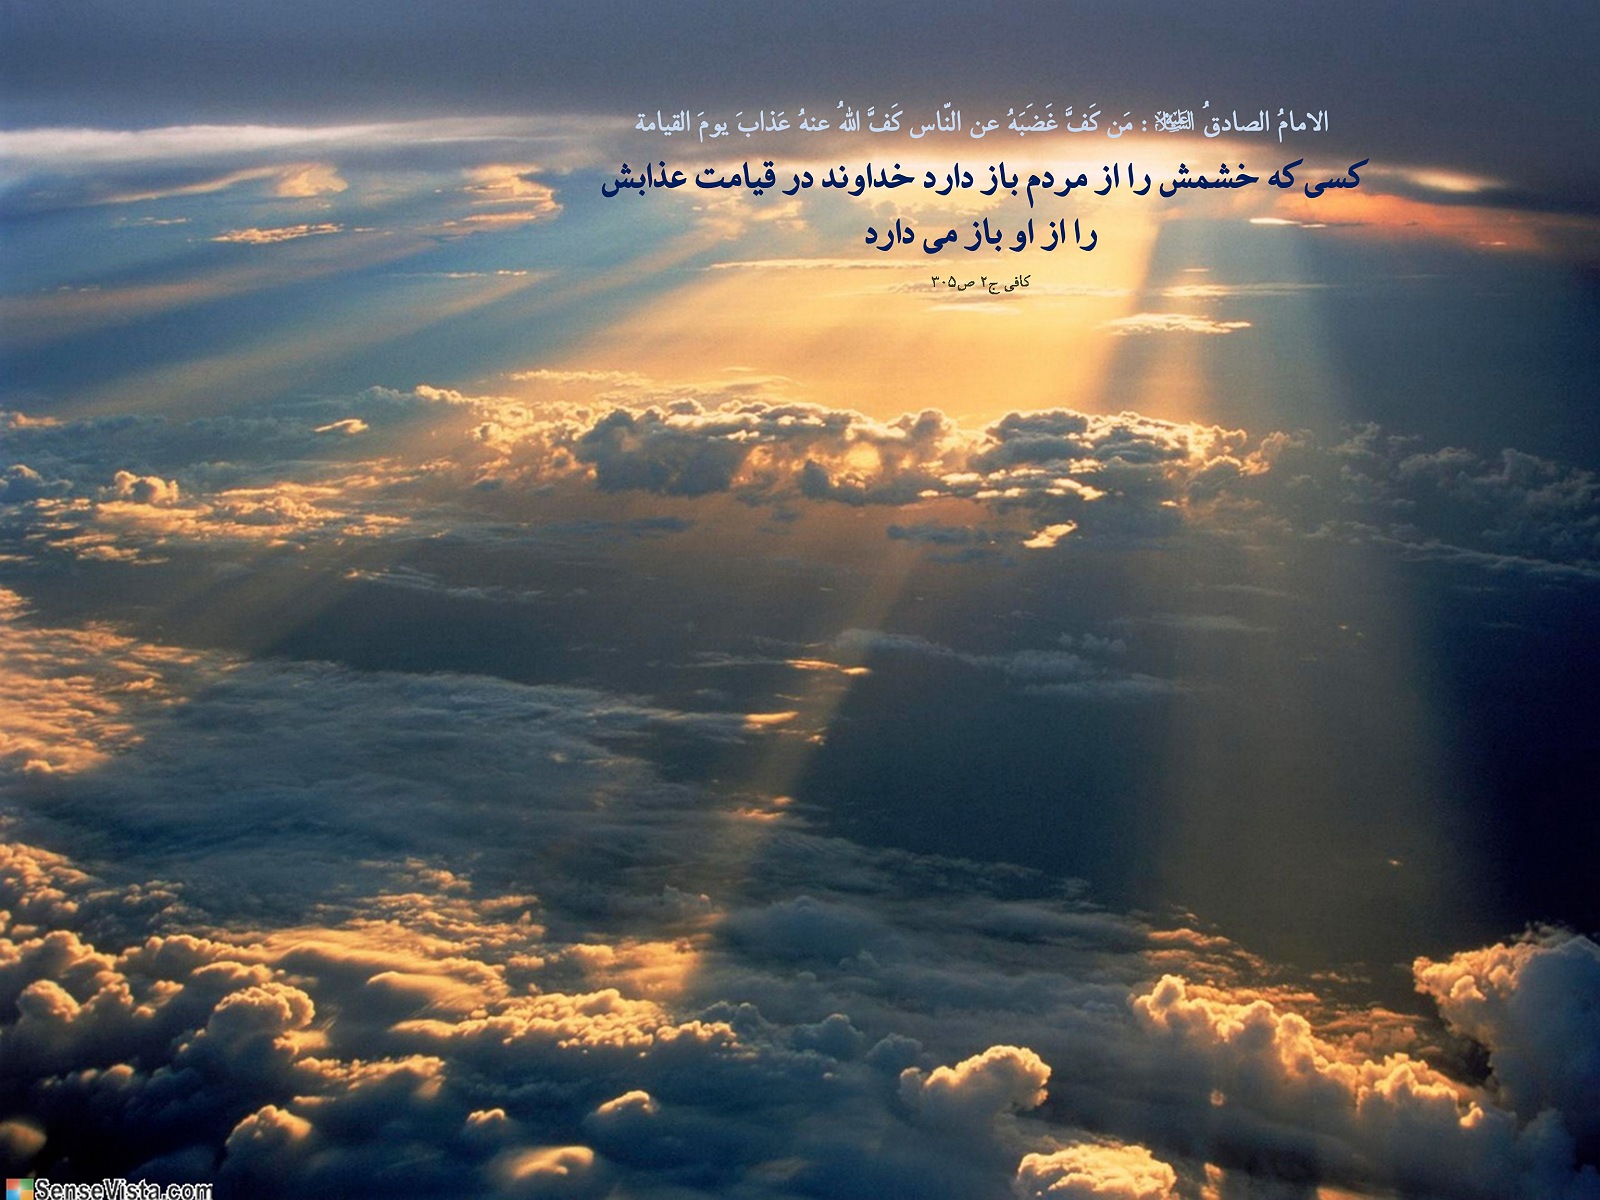 الامامُ الصادقُ علیه السلام : مَن كَفَّ غَضَبَهُ عن النّاس كَفَّ اللهُ عنهُ عَذابَ يومَ القيامة
کسی که خشمش را از مردم باز دارد خداوند در قیامت عذابش
را از او باز می دارد
کافی ج۲ ص۳۰۵
SenseVista.com